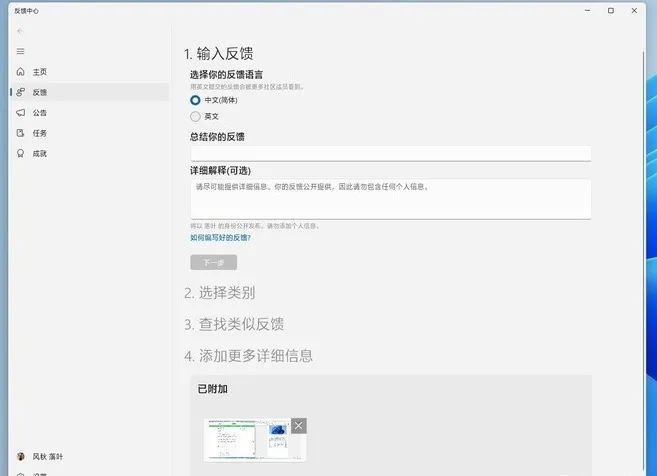 反馈中心
主页
反馈
公告
任务
成就
1. 输入反馈
选择你的反馈语言
用英文提交的反馈会被更多社区成员看到。
中文(简体)
英文
总结你的反馈
详细解释(可选)
请尽可能提供详细信息。你的反馈公开提供，因此请勿包含任何个人信息。
将以 落叶 的身份公开发布。请勿添加个人信息。
如何编写好的反馈?
下一步
2. 选择类别
3. 查找类似反馈
4. 添加更多详细信息
已附加
风秋 落叶